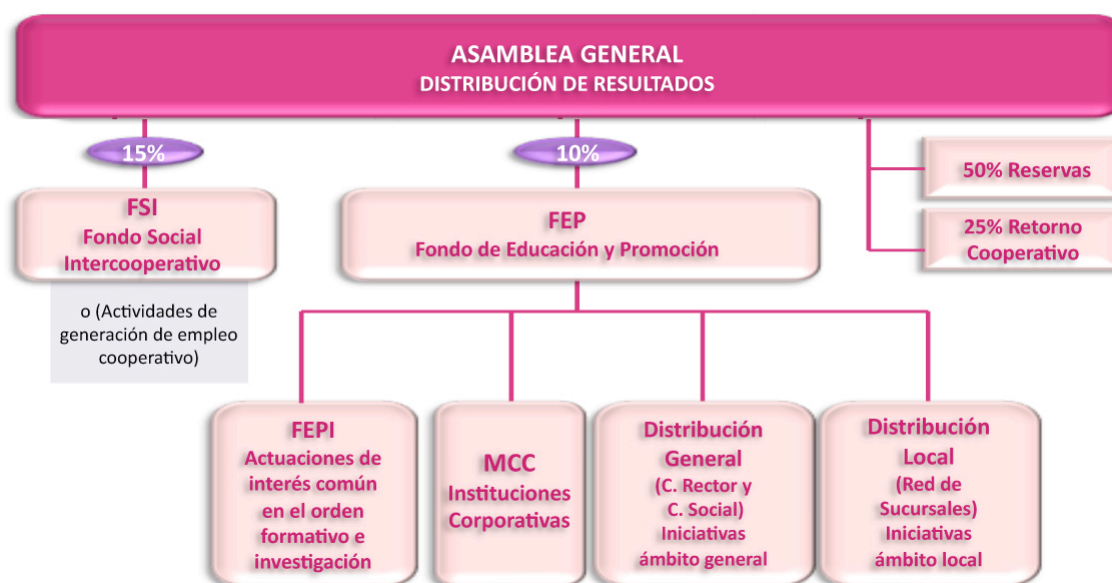 ASAMBLEA GENERAL
DISTRIBUCIÓN DE RESULTADOS
15%
10%
50% Reservas
25% Retorno
Cooperativo
FSI
Fondo Social
Intercooperativo
FEP
Fondo de Educación y Promoción
o (Actividades de
generación de empleo
cooperativo)
FEPI
Actuaciones de
interés común
en el orden
formativo e
investigación
MCC
Instituciones
Corporativas
Distribución
General
(C. Rector y
C. Social)
Iniciativas
ámbito general
Distribución
Local
(Red de
Sucursales)
Iniciativas
ámbito local